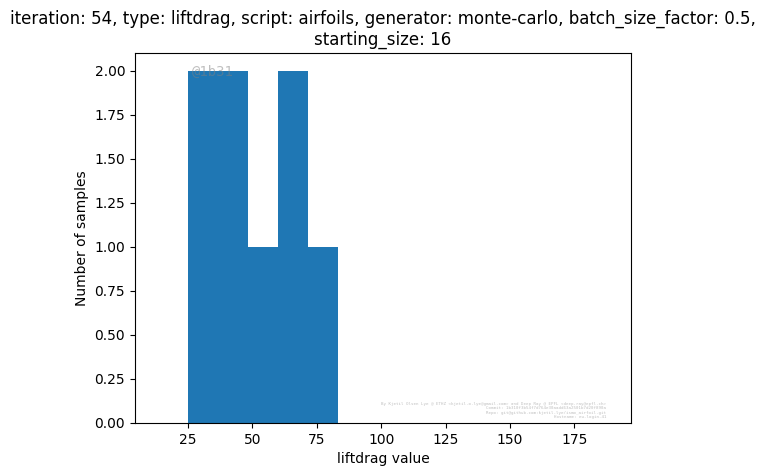 iteration: 54, type: liftdrag, script: airfoils, generator: monte-carlo, batch_size_factor: 0.5,
starting_size: 16
@1b31
2.00
1.75
1.50
1.25
1.00
0.75
0.50
0.25
0.00
Number of samples
25 50 75 100 125 150 175
liftdrag value